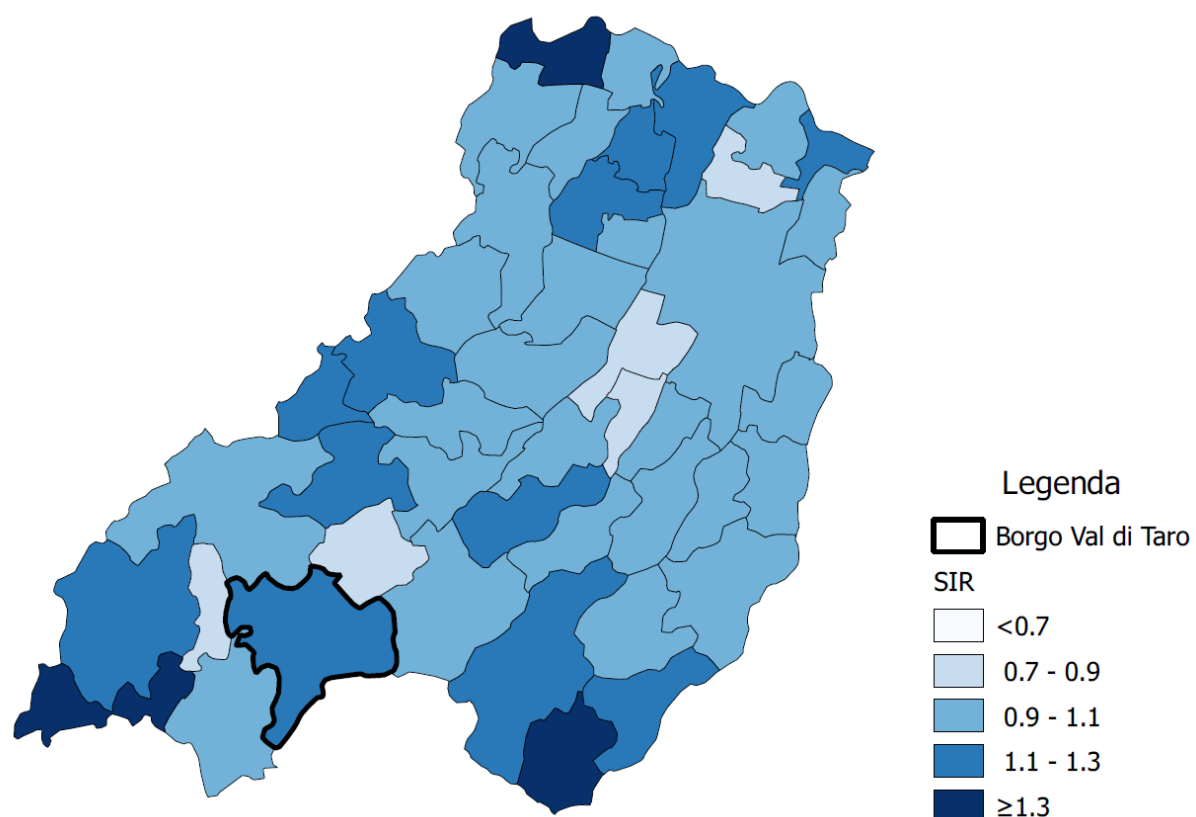 Legenda
Borgo Val di Taro
SIR
<0.7
0.7 - 0.9
0.9 - 1.1
1.1 - 1.3
≥1.3